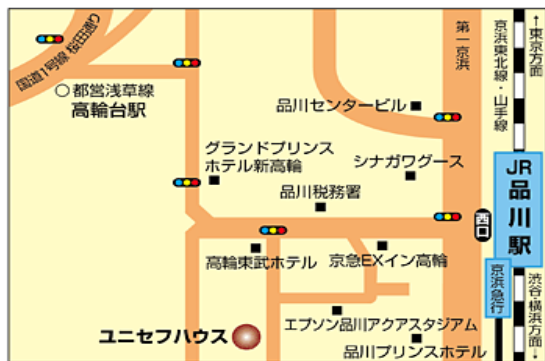 国道1号線 桜田通り
都営浅草線
高輪台駅
第一京浜
京浜東北線・山手線
↑東京方面
品川センタービル
グランドプリンス
ホテル新高輪
シナガワグース
品川税務署
JR品川駅
西口
京浜急行
渋谷・横浜方面↓
高輪東武ホテル
京急EXイン高輪
エプソン品川アクアスタジアム
品川プリンスホテル
ユニセフハウス